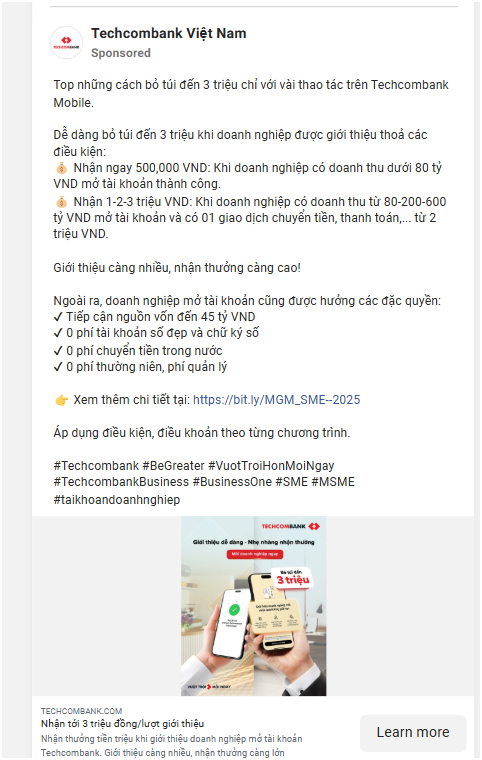 TECHCOMBANK
Techcombank Việt Nam
Sponsored
Top những cách bỏ túi đến 3 triệu chỉ với vài thao tác trên Techcombank
Mobile.
Dễ dàng bỏ túi đến 3 triệu khi doanh nghiệp được giới thiệu thoả các
điều kiện:
💰 Nhận ngay 500,000 VND: Khi doanh nghiệp có doanh thu dưới 80 tỷ
VND mở tài khoản thành công.
💰 Nhận 1-2-3 triệu VND: Khi doanh nghiệp có doanh thu từ 80-200-600
tỷ VND mở tài khoản và có 01 giao dịch chuyển tiền, thanh toán,... từ 2
triệu VND.
Giới thiệu càng nhiều, nhận thưởng càng cao!
Ngoài ra, doanh nghiệp mở tài khoản cũng được hưởng các đặc quyền:
✓ Tiếp cận nguồn vốn đến 45 tỷ VND
✓ 0 phí tài khoản số đẹp và chữ ký số
✓ 0 phí chuyển tiền trong nước
✓ 0 phí thường niên, phí quản lý
👉 Xem thêm chi tiết tại: https://bit.ly/MGM_SME--2025
Áp dụng điều kiện, điều khoản theo từng chương trình.
#Techcombank #BeGreater #VuotTroiHonMoiNgay
#TechcombankBusiness #BusinessOne #SME #MSME
#taikhoandoanhnghiep
TECHCOMBANK
Giới thiệu dễ dàng - Nhẹ nhàng nhận thưởng
Mời doanh nghiệp ngay
Bỏ túi đến
3 triệu
VƯỢT TRỘI HƠN MỖI NGÀY
TECHCOMBANK.COM
Nhận tới 3 triệu đồng/lượt giới thiệu
Nhận thưởng tiền triệu khi giới thiệu doanh nghiệp mở tài khoản
Techcombank. Giới thiệu càng nhiều, nhận thưởng càng lớn
Learn more